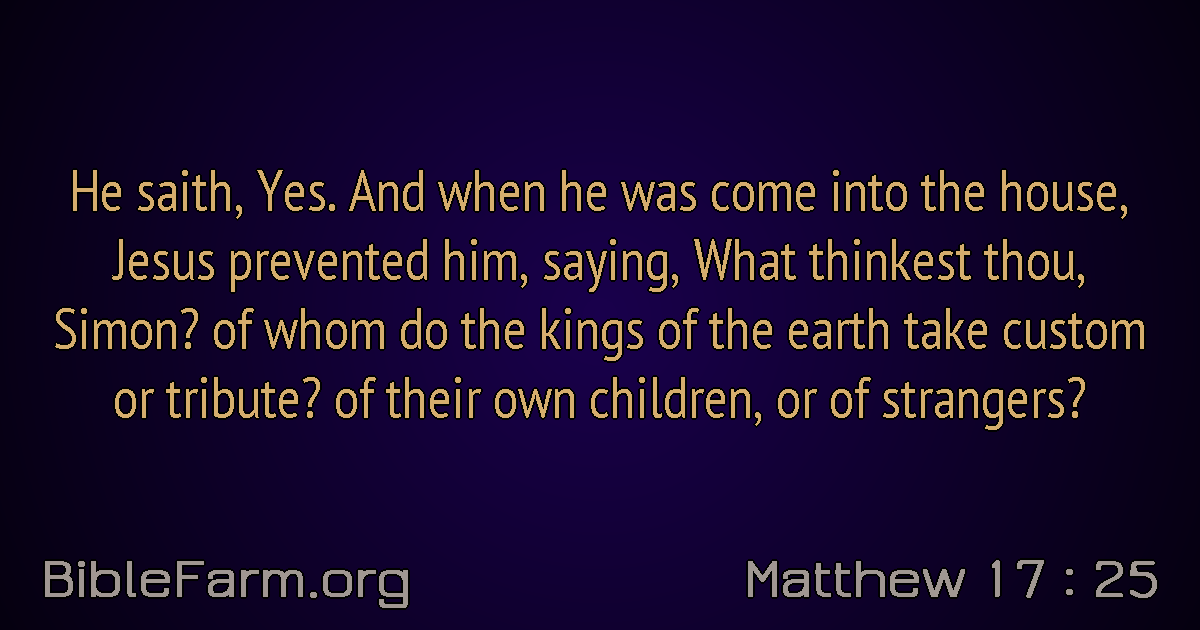 He saith, Yes. And when he was come into the house,
Jesus prevented him, saying, What thinkest thou,
Simon? of whom do the kings of the earth take custom
or tribute? of their own children, or of strangers?
BibleFarm.org
Matthew 17 : 25